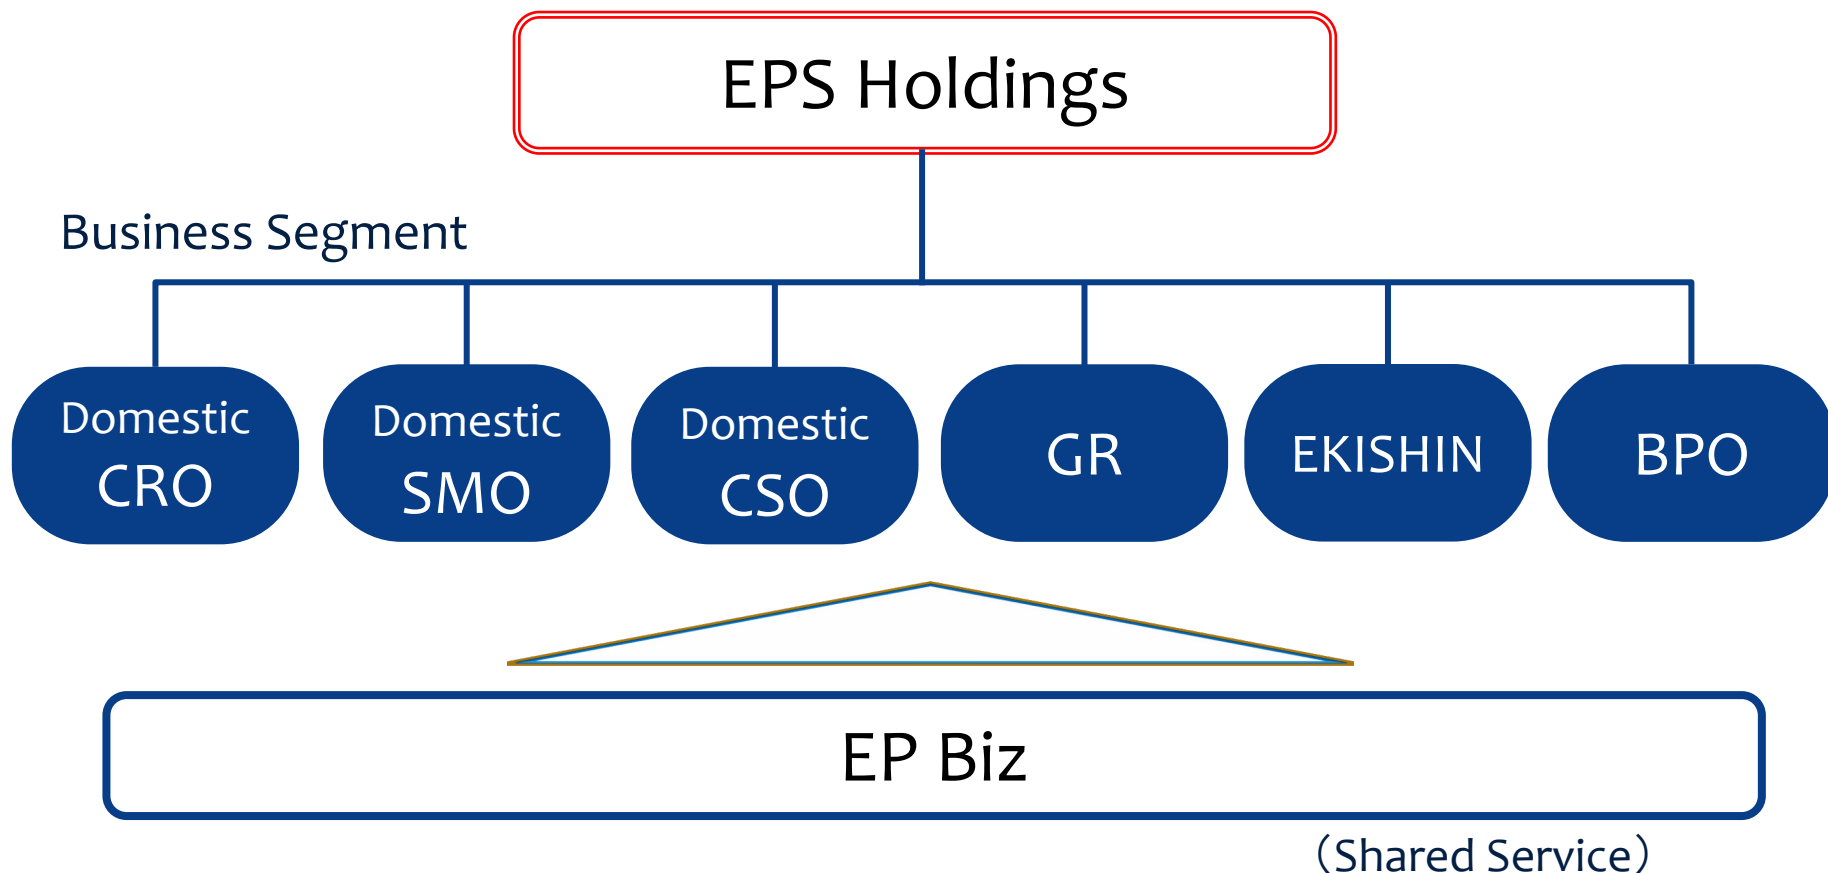 EPS Holdings
Business Segment
Domestic
CRO
Domestic
SMO
Domestic
CSO
GR
EKISHIN
BPO
EP Biz
（Shared Service）